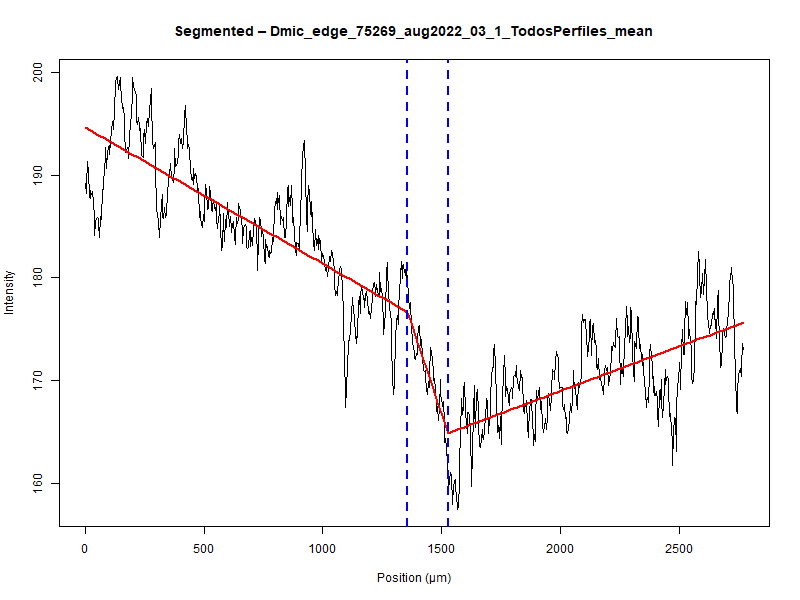 Segmented – Dmic_edge_75269_aug2022_03_1_TodosPerfiles_mean
Intensity
200
190
180
170
160
0 500 1000 1500 2000 2500
Position (µm)